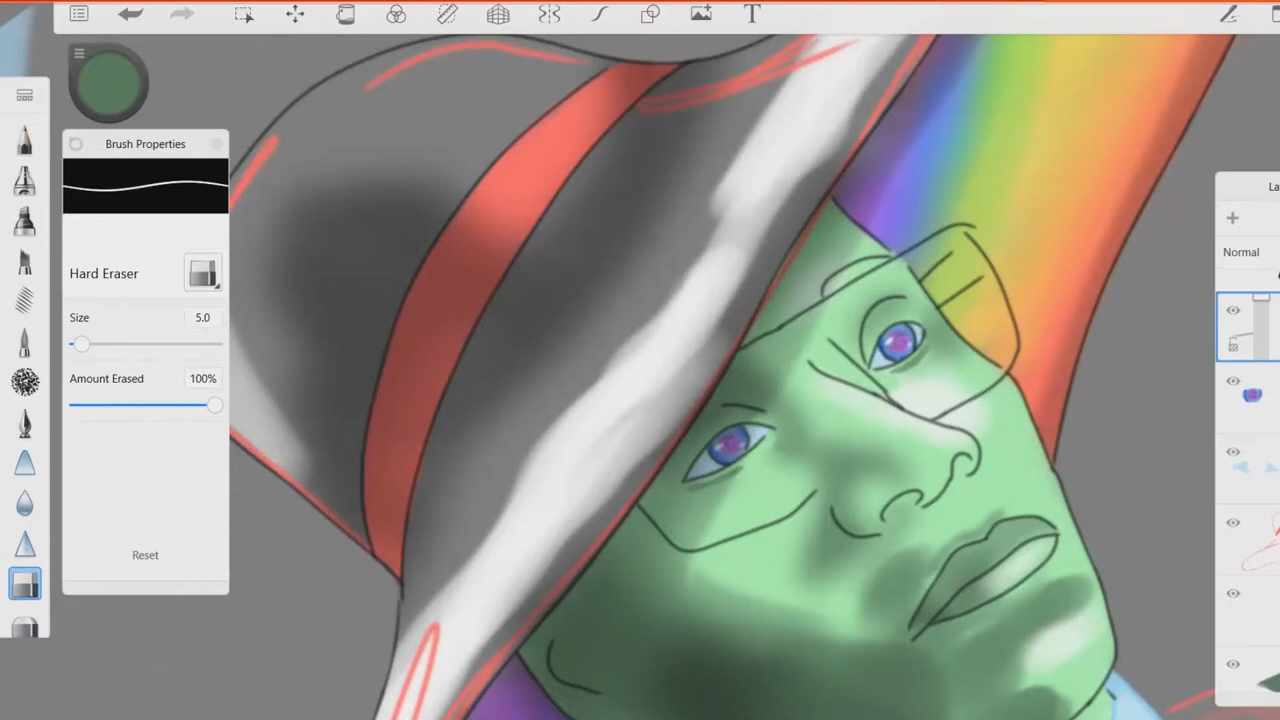 Brush Properties
Hard Eraser
Size 5.0
Amount Erased 100%
Reset
La
Normal